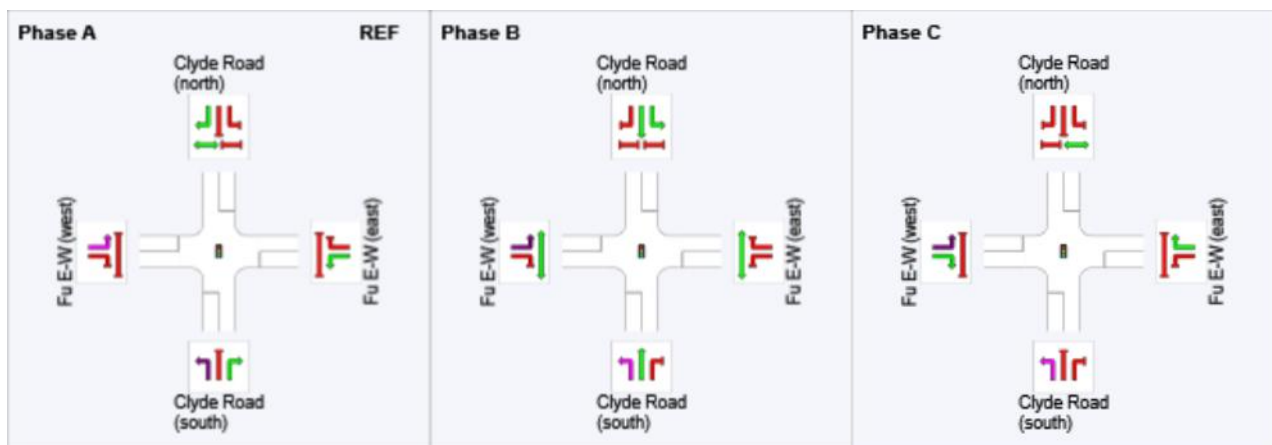 Phase A
REF
Clyde Road
(north)
Fu E-W (west)
Fu E-W (east)
Clyde Road
(south)
Phase B
Clyde Road
(north)
Fu E-W (west)
Fu E-W (east)
Clyde Road
(south)
Phase C
Clyde Road
(north)
Fu E-W (west)
Fu E-W (east)
Clyde Road
(south)